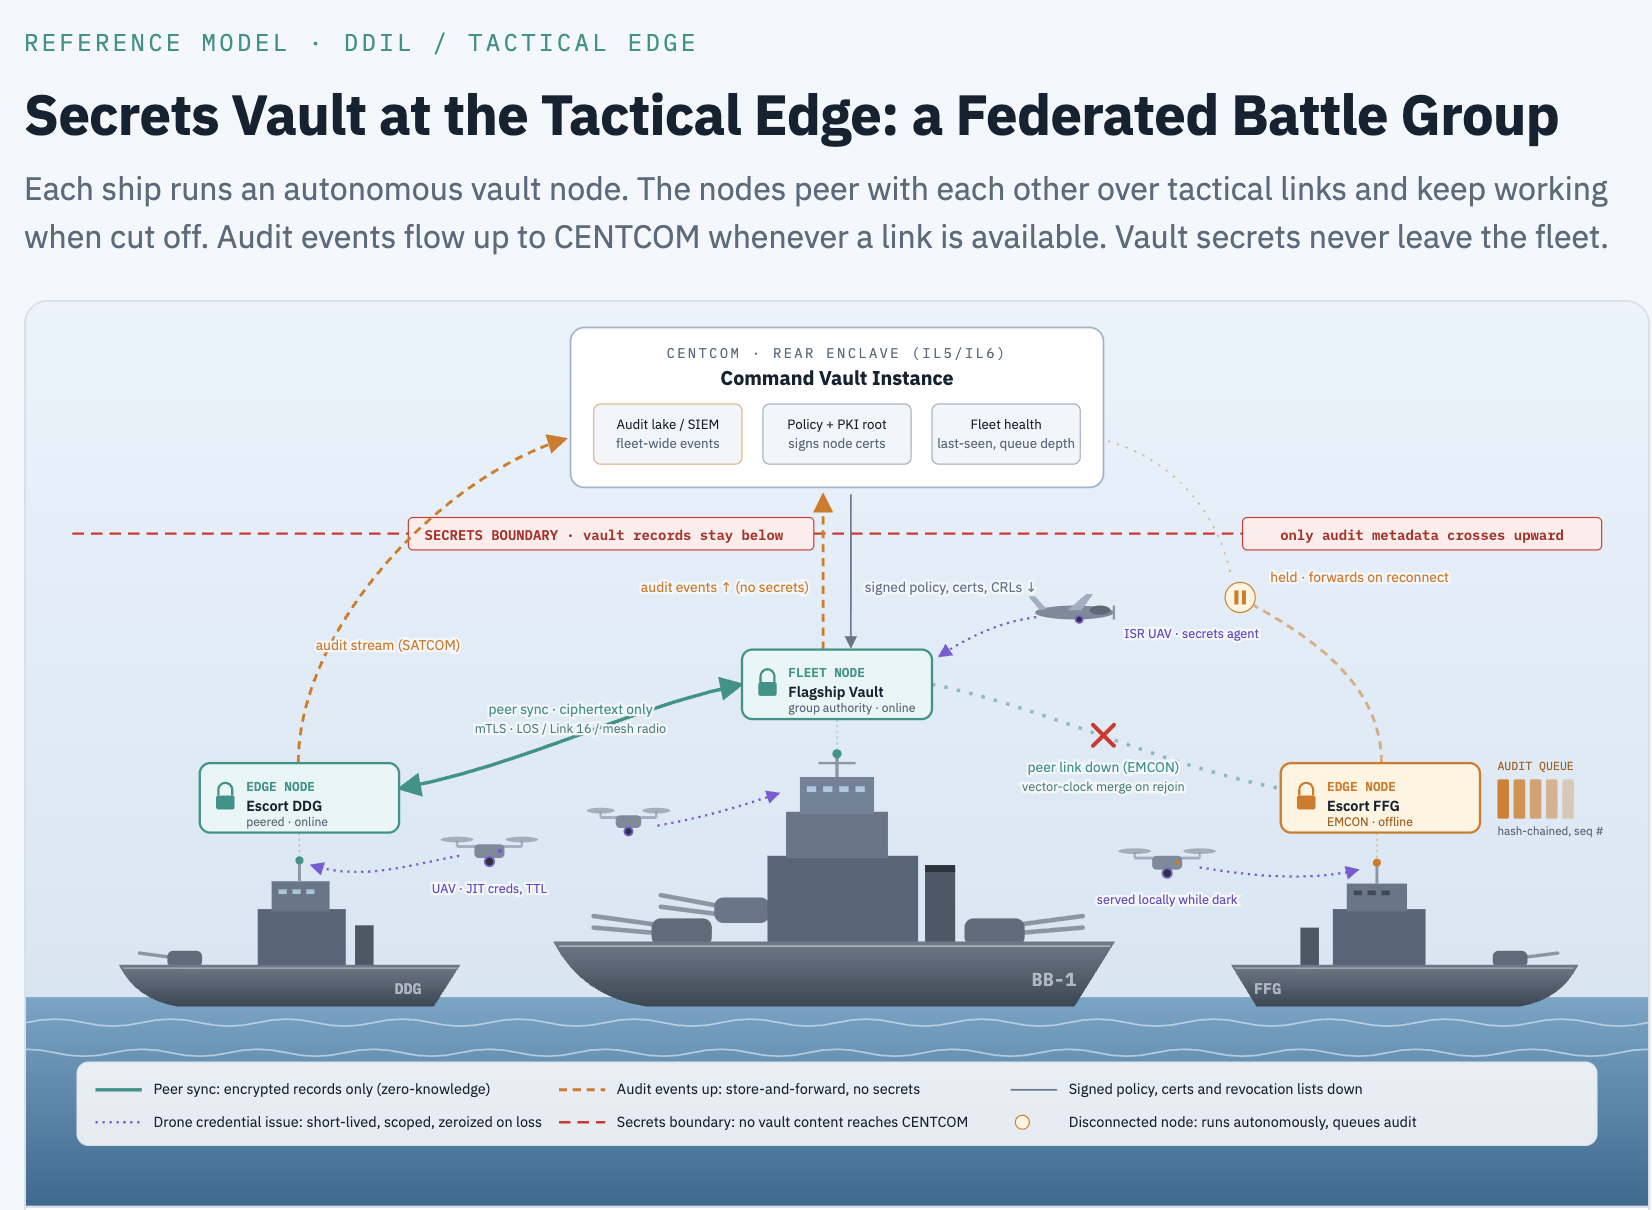 REFERENCE MODEL · DDIL / TACTICAL EDGE
Secrets Vault at the Tactical Edge: a Federated Battle Group
Each ship runs an autonomous vault node. The nodes peer with each other over tactical links and keep working
when cut off. Audit events flow up to CENTCOM whenever a link is available. Vault secrets never leave the fleet.
CENTCOM · REAR ENCLAVE (IL5/IL6)
Command Vault Instance
Audit lake / SIEM
fleet-wide events
Policy + PKI root
signs node certs
Fleet health
last-seen, queue depth
SECRETS BOUNDARY · vault records stay below
only audit metadata crosses upward
audit events ↑ (no secrets)
signed policy, certs, CRLs ↓
held · forwards on reconnect
ISR UAV · secrets agent
audit stream (SATCOM)
FLEET NODE
Flagship Vault
group authority · online
peer sync · ciphertext only
mTLS · LOS / Link 16 / mesh radio
peer link down (EMCON)
vector-clock merge on rejoin
EDGE NODE
Escort DDG
peered · online
EDGE NODE
Escort FFG
EMCON · offline
AUDIT QUEUE
hash-chained, seq #
UAV · JIT creds, TTL
served locally while dark
DDG
BB-1
FFG
Peer sync: encrypted records only (zero-knowledge)
Audit events up: store-and-forward, no secrets
Signed policy, certs and revocation lists down
Drone credential issue: short-lived, scoped, zeroized on loss
Secrets boundary: no vault content reaches CENTCOM
Disconnected node: runs autonomously, queues audit